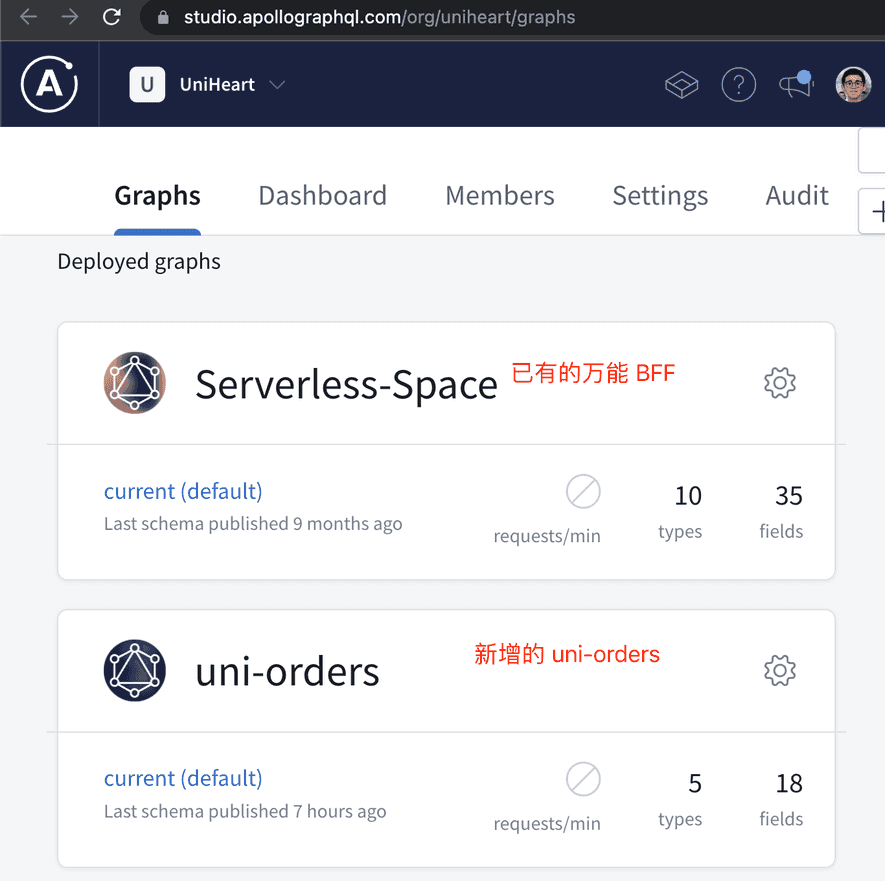 studio.apollographql.com/org/uniheart/graphs
A
U UniHeart
?
Graphs Dashboard Members Settings Audit
Deployed graphs
Serverless-Space 已有的万能 BFF
current (default)
Last schema published 9 months ago
requests/min
10
types
35
fields
uni-orders 新增的 uni-orders
current (default)
Last schema published 7 hours ago
requests/min
5
types
18
fields